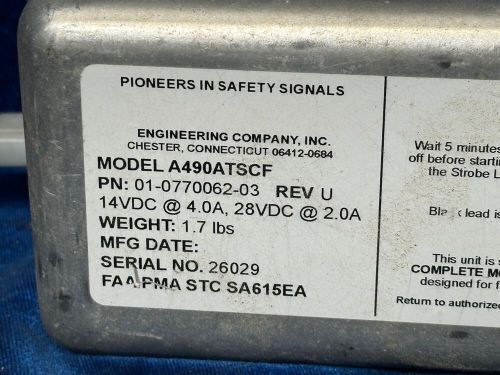 PIONEERS IN SAFETY SIGNALS
ENGINEERING COMPANY, INC.
CHESTER, CONNECTICUT 06412-0684
MODEL A490ATSCF
PN: 01-0770062-03 REV U
14VDC @ 4.0A, 28VDC @ 2.0A
WEIGHT: 1.7 lbs
MFG DATE:
SERIAL NO. 26029
FAA-PMA STC SA615EA
Wait 5 minutes
off before starting
the Strobe L
Black lead is
This unit is s
COMPLETE MO
designed for f
Return to authorized